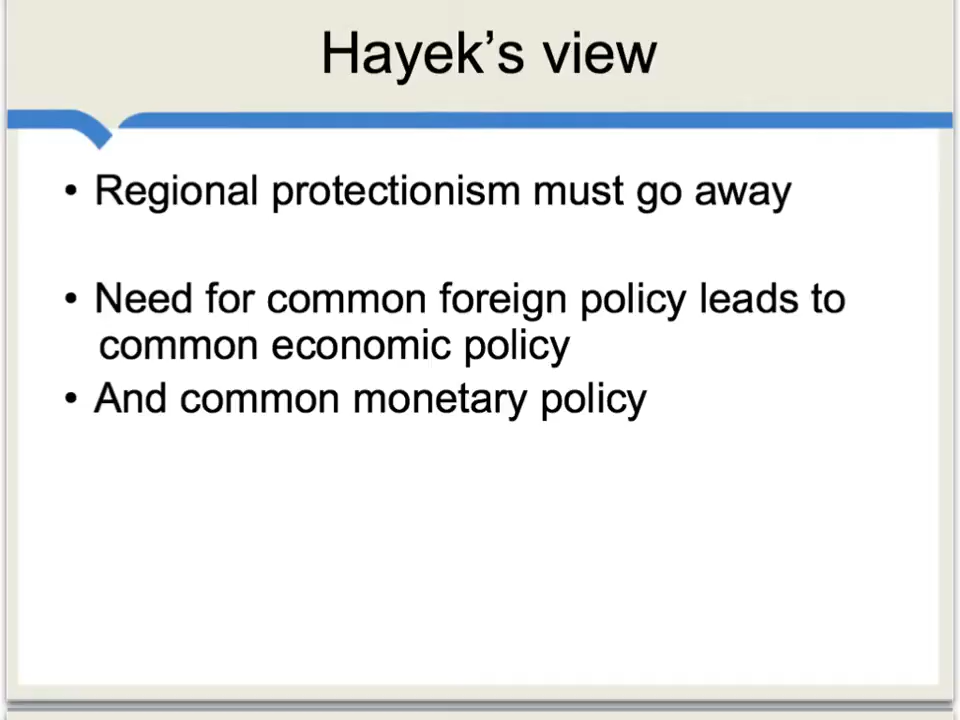 Hayek’s view
• Regional protectionism must go away
• Need for common foreign policy leads to
common economic policy
• And common monetary policy